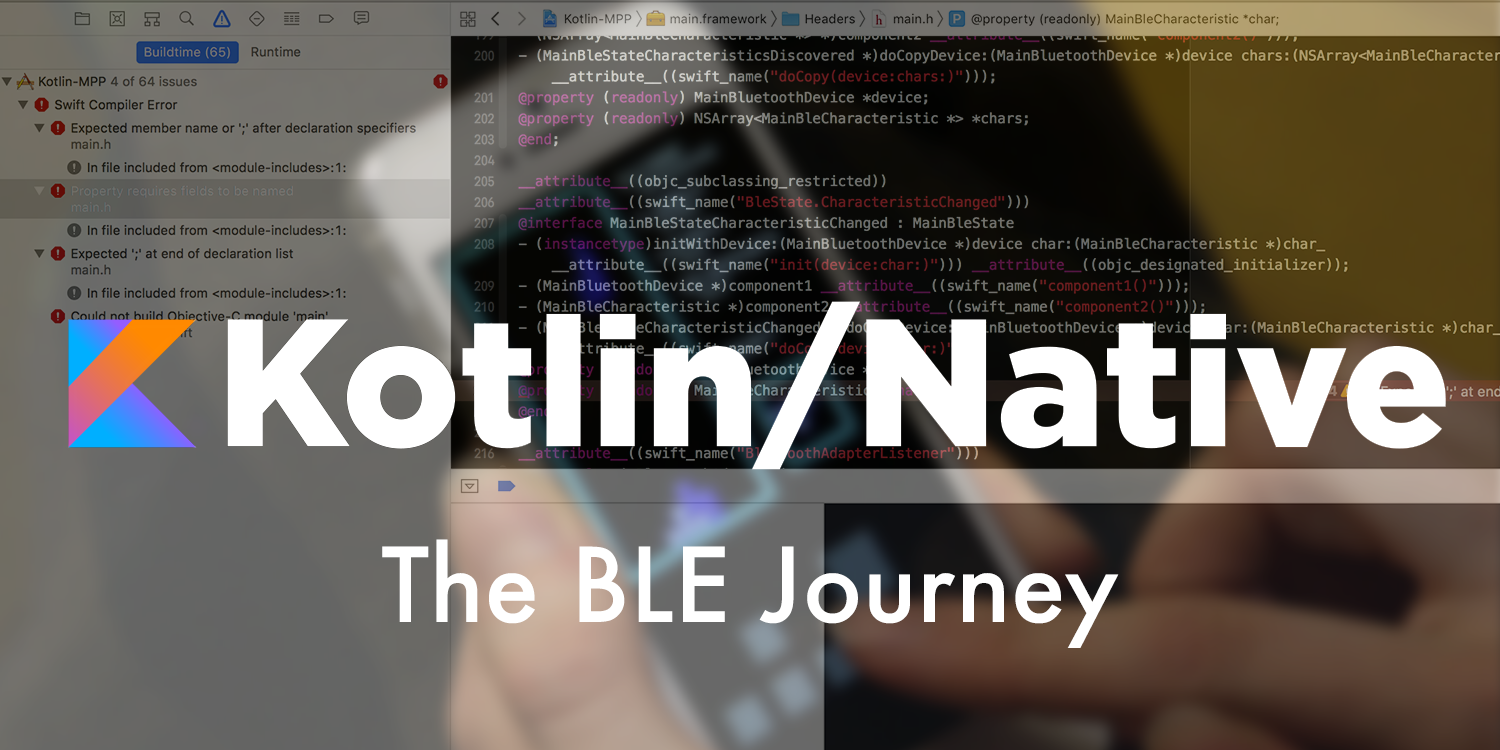 Kotlin-MPP
main.framework
Headers
h main.h
P @property (readonly) MainBleCharacteristic *char;
Buildtime (65) Runtime
Kotlin-MPP 4 of 64 issues
Swift Compiler Error
Expected member name or ';' after declaration specifiers
main.h
In file included from <module-includes>:1:
Property requires fields to be named
main.h
In file included from <module-includes>:1:
Expected ';' at end of declaration list
main.h
In file included from <module-includes>:1:
Could not build Objective-C module 'main'
200 - (MainBleStateCharacteristicsDiscovered *)doCopyDevice:(MainBluetoothDevice *)device chars:(NSArray<MainBleCharacter
__attribute__((swift_name("doCopy(device:chars:)")));
201 @property (readonly) MainBluetoothDevice *device;
202 @property (readonly) NSArray<MainBleCharacteristic *> *chars;
203 @end;
204
205 __attribute__((objc_subclassing_restricted))
206 __attribute__((swift_name("BleState.CharacteristicChanged")))
207 @interface MainBleStateCharacteristicChanged : MainBleState
208 - (instancetype)initWithDevice:(MainBluetoothDevice *)device char:(MainBleCharacteristic *)char_
__attribute__((swift_name("init(device:char:)"))) __attribute__((objc_designated_initializer));
209 - (MainBluetoothDevice *)component1 __attribute__((swift_name("component1()")));
210 - (MainBleCharacteristic *)component2 attribute__((swift_name("component2()")));
char:(MainBleCharacteristic *)char_
';' at end
216 __attribute__((swift_name("BluetoothAdapterListener")))
Kotlin/Native
The BLE Journey